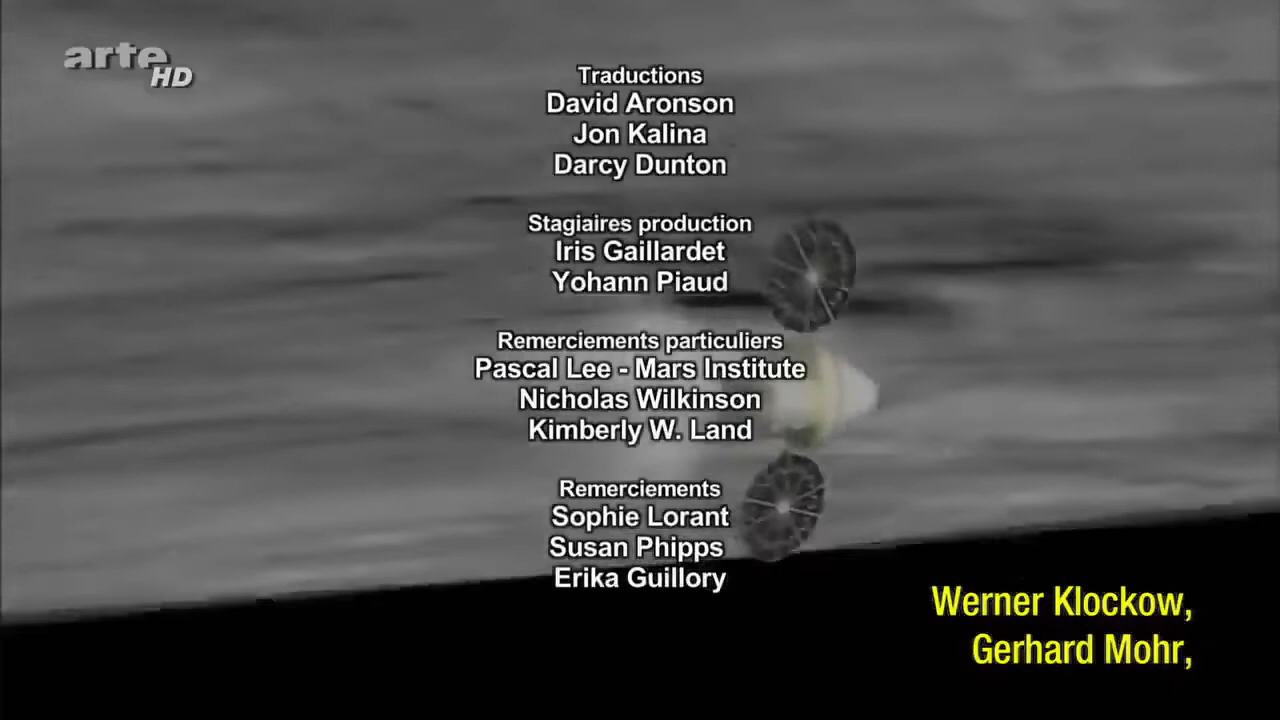 arte
HD
Traductions
David Aronson
Jon Kalina
Darcy Dunton
Stagiaires production
Iris Gaillardet
Yohann Piaud
Remerciements particuliers
Pascal Lee - Mars Institute
Nicholas Wilkinson
Kimberly W. Land
Remerciements
Sophie Lorant
Susan Phipps
Erika Guillory
Werner Klockow,
Gerhard Mohr,